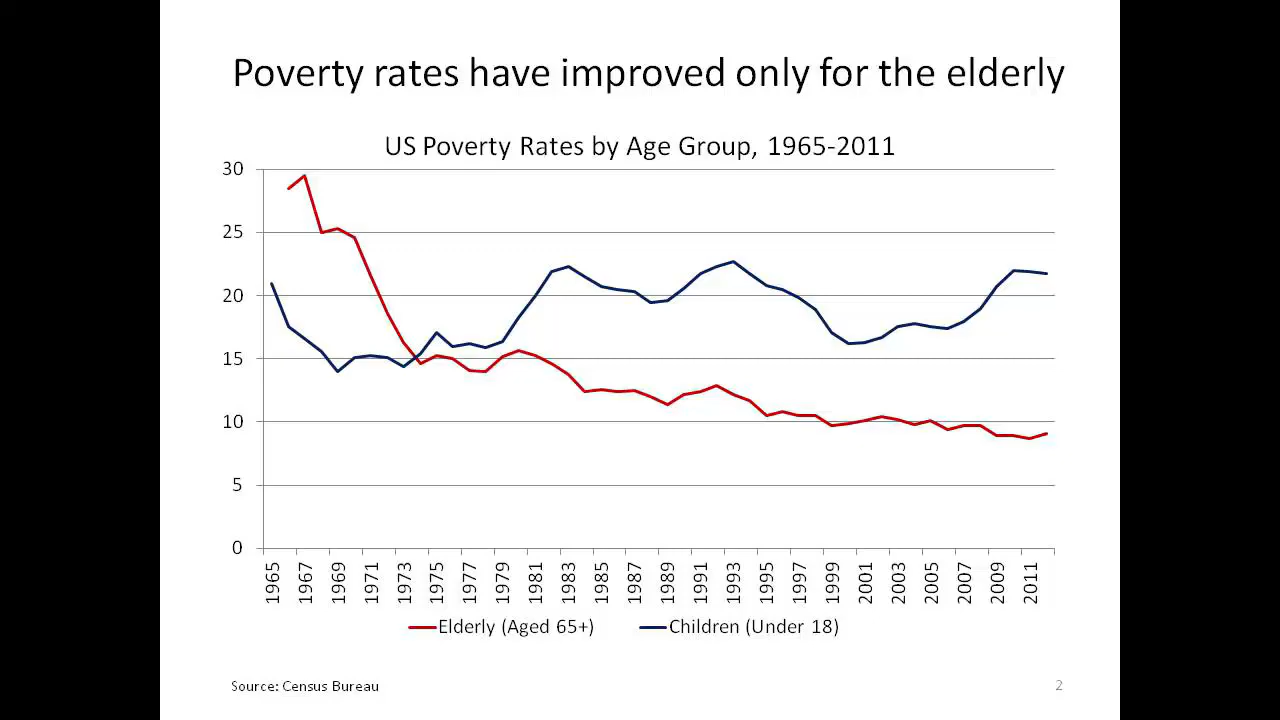 Poverty rates have improved only for the elderly
US Poverty Rates by Age Group, 1965-2011
30
25
20
15
10
5
0
1965 1967 1969 1971 1973 1975 1977 1979 1981 1983 1985 1987 1989 1991 1993 1995 1997 1999 2001 2003 2005 2007 2009 2011
Elderly (Aged 65+) Children (Under 18)
Source: Census Bureau 2